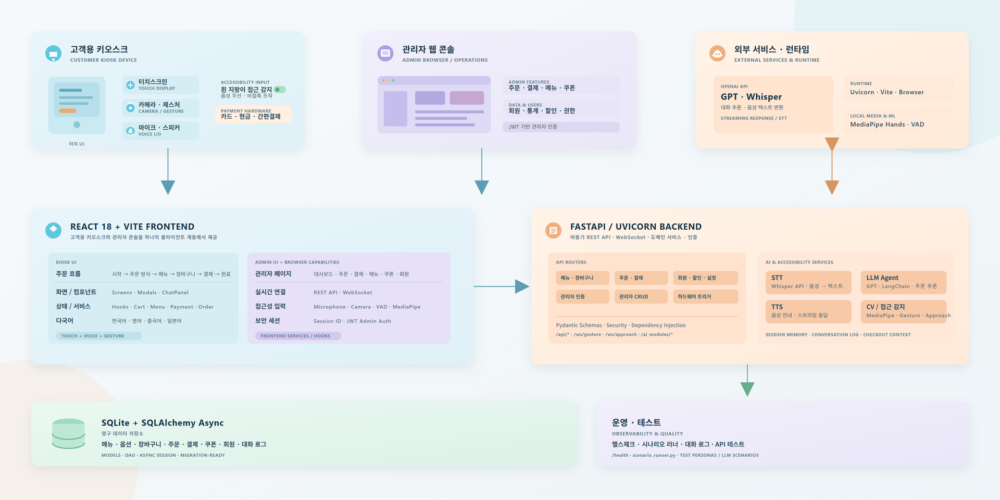 고객용 키오스크
CUSTOMER KIOSK DEVICE
터치 UI
터치스크린
TOUCH DISPLAY
카메라 · 제스처
CAMERA / GESTURE
마이크 · 스피커
VOICE I/O
ACCESSIBILITY INPUT
흰 지팡이 접근 감지
음성 우선 · 비접촉 조작
PAYMENT HARDWARE
카드 · 현금 · 간편결제
관리자 웹 콘솔
ADMIN BROWSER / OPERATIONS
ADMIN FEATURES
주문 · 결제 · 메뉴 · 쿠폰
DATA & USERS
회원 · 통계 · 할인 · 권한
JWT 기반 관리자 인증
외부 서비스 · 런타임
EXTERNAL SERVICES & RUNTIME
OPENAI API
GPT · Whisper
대화 추론 · 음성 텍스트 변환
STREAMING RESPONSE / STT
RUNTIME
Uvicorn · Vite · Browser
LOCAL MEDIA & ML
MediaPipe Hands · VAD
REACT 18 + VITE FRONTEND
고객용 키오스크와 관리자 콘솔을 하나의 클라이언트 계층에서 제공
KIOSK UI
주문 흐름 시작 → 주문 방식 → 메뉴 → 장바구니 → 결제 → 완료
화면 / 컴포넌트 Screens · Modals · ChatPanel
상태 / 서비스 Hooks · Cart · Menu · Payment · Order
다국어 한국어 · 영어 · 중국어 · 일본어
TOUCH + VOICE + GESTURE
ADMIN UI + BROWSER CAPABILITIES
관리자 페이지 대시보드 · 주문 · 결제 · 메뉴 · 쿠폰 · 회원
실시간 연결 REST API · WebSocket
접근성 입력 Microphone · Camera · VAD · MediaPipe
보안 세션 Session ID · JWT Admin Auth
FRONTEND SERVICES / HOOKS
FASTAPI / UVICORN BACKEND
비동기 REST API · WebSocket · 도메인 서비스 · 인증
API ROUTERS
메뉴 · 장바구니
주문 · 결제
회원 · 할인 · 설정
관리자 인증
관리자 CRUD
하드웨어 트리거
Pydantic Schemas · Security · Dependency Injection
/api/* · /ws/gesture · /ws/approach · /ai_modules/*
AI & ACCESSIBILITY SERVICES
STT
Whisper API · 음성 → 텍스트
LLM Agent
GPT · LangChain · 주문 추론
TTS
음성 안내 · 스트리밍 응답
CV / 접근 감지
MediaPipe · Gesture · Approach
SESSION MEMORY · CONVERSATION LOG · CHECKOUT CONTEXT
SQLite + SQLAlchemy Async
영구 데이터 저장소
메뉴 · 옵션 · 장바구니 · 주문 · 결제 · 쿠폰 · 회원 · 대화 로그
MODELS · DAO · ASYNC SESSION · MIGRATION-READY
운영 · 테스트
OBSERVABILITY & QUALITY
헬스체크 · 시나리오 러너 · 대화 로그 · API 테스트
/health · scenario_runner.py · TEST PERSONAS / LLM SCENARIOS